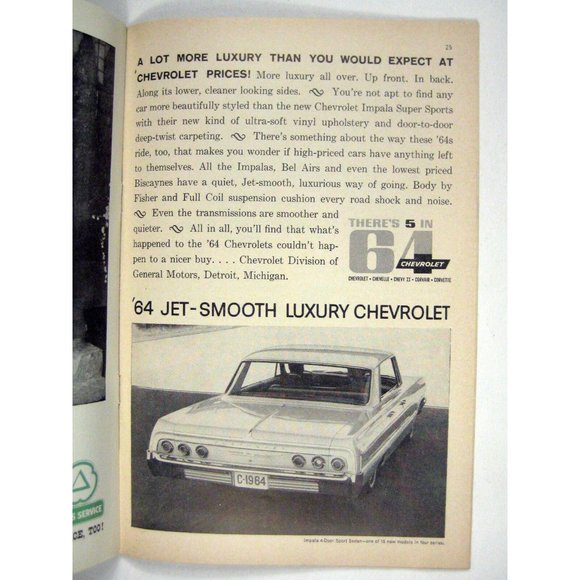 25
A LOT MORE LUXURY THAN YOU WOULD EXPECT AT
CHEVROLET PRICES! More luxury all over. Up front. In back.
Along its lower, cleaner looking sides. You're not apt to find any
car more beautifully styled than the new Chevrolet Impala Super Sports
with their new kind of ultra-soft vinyl upholstery and door-to-door
deep-twist carpeting. There's something about the way these '64s
ride, too, that makes you wonder if high-priced cars have anything left
to themselves. All the Impalas, Bel Airs and even the lowest priced
Biscaynes have a quiet, Jet-smooth, luxurious way of going. Body by
Fisher and Full Coil suspension cushion every road shock and noise.
Even the transmissions are smoother and
quieter. All in all, you'll find that what's
happened to the '64 Chevrolets couldn't hap-
pen to a nicer buy. . . . Chevrolet Division of
General Motors, Detroit, Michigan.
THERE'S 5 IN
64
CHEVROLET
CHEVROLET • CHEVELLE • CHEVY II • CORVAIR • CORVETTE
'64 JET-SMOOTH LUXURY CHEVROLET
C-1964
Impala 4-Door Sport Sedan—one of 15 new models in four series.
SERVICE
CE, TOO!